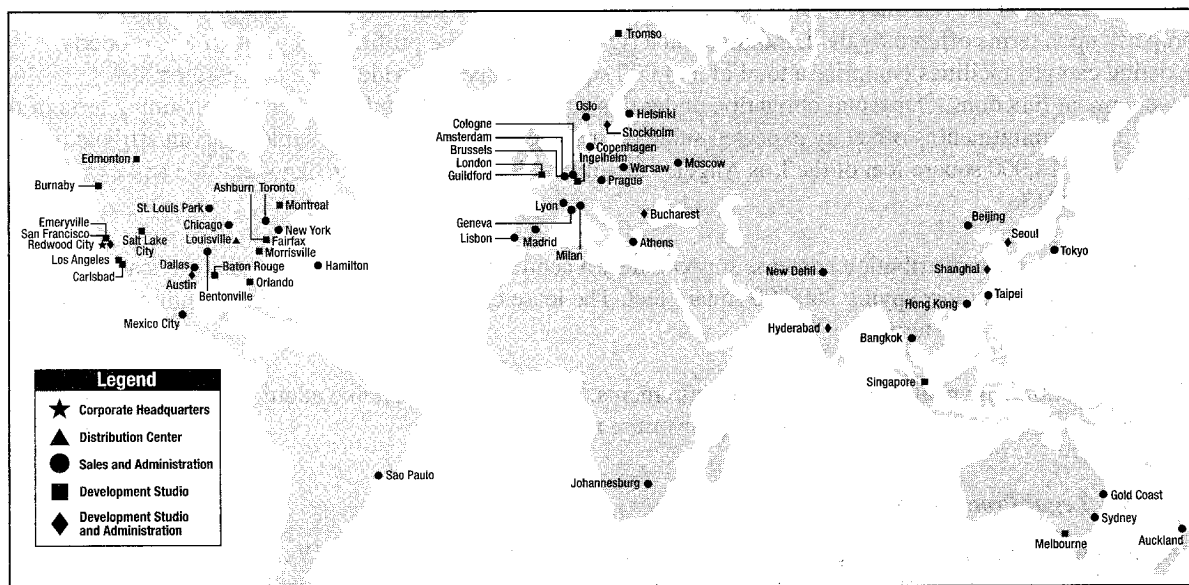 Tromso
Oslo
Helsinki
Cologne
Stockholm
Amsterdam
Copenhagen
Brussels
Ingelheim
London
Warsaw
Moscow
Guildford
Prague
Edmonton
Burnaby
Ashburn Toronto
St. Louis Park
Montreal
Lyon
Bucharest
Beijing
Emeryville
Chicago
New York
San Francisco
Seoul
Redwood City
Salt Lake
City
Louisville
Fairfax
Geneva
Lisbon
Madrid
Athens
Morrisville
Tokyo
Los Angeles
Milan
Dallas
Baton Rouge
Hamilton
New Dehli
Shanghai
Carlsbad
Austin
Orlando
Bentonville
Taipei
Hong Kong
Mexico City
Hyderabad
Bangkok
Singapore
Legend
Corporate Headquarters
Distribution Center
Sales and Administration
Development Studio
Development Studio
and Administration
Sao Paulo
Johannesburg
Gold Coast
Sydney
Melbourne
Auckland